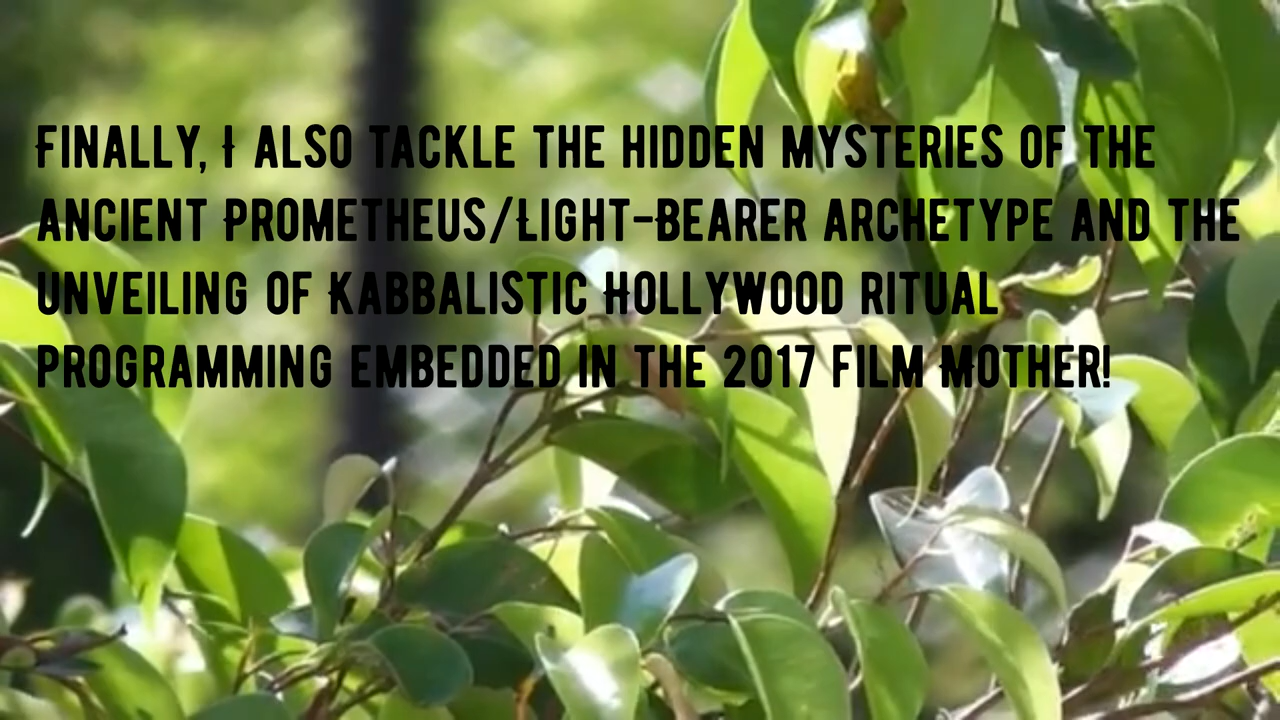 Finally, I also tackle the hidden mysteries of the
ancient Prometheus/Light-Bearer archetype and the
unveiling of Kabbalistic Hollywood ritual
programming embedded in the 2017 film Mother!